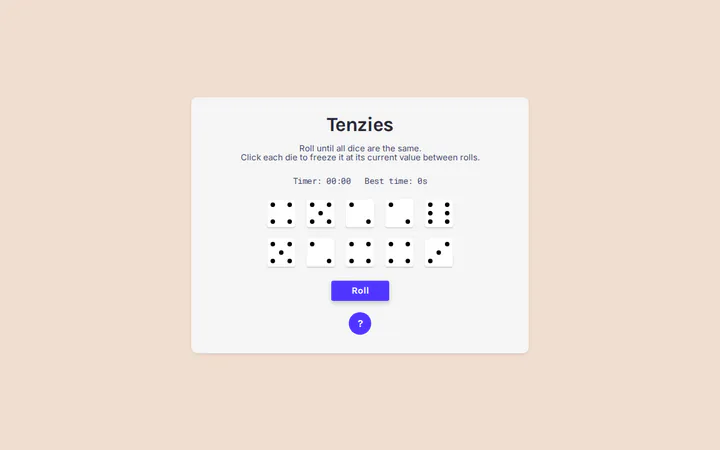 Tenzies
Roll until all dice are the same.
Click each die to freeze it at its current value between rolls.
Timer: 00:00 Best time: 0s
Roll
?